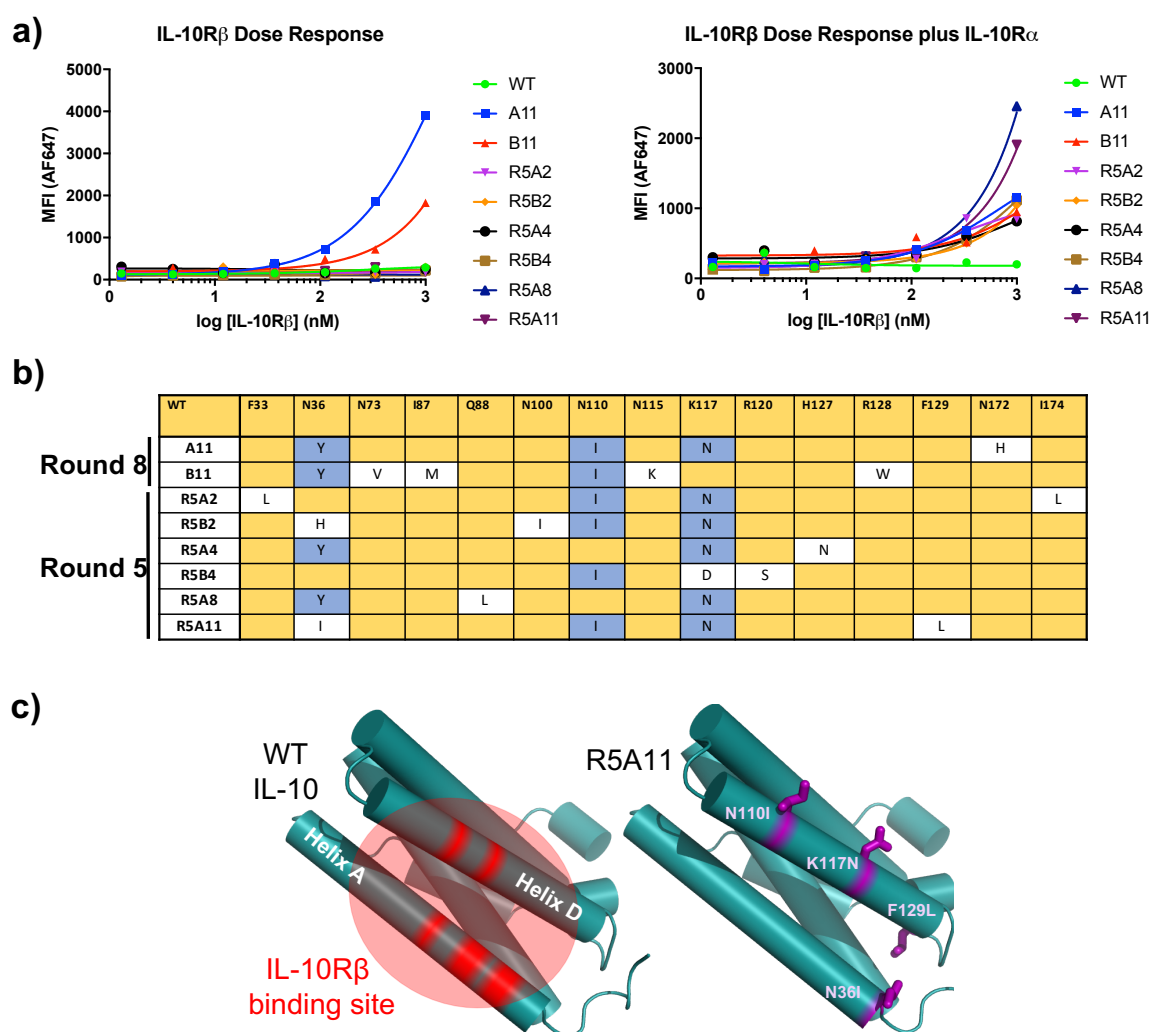 a)
IL-10Rβ Dose Response
5000
4000
3000
2000
1000
0
MFI (AF647)
0
1
2
3
log [IL-10Rβ] (nM)
WT
A11
B11
R5A2
R5B2
R5A4
R5B4
R5A8
R5A11
IL-10Rβ Dose Response plus IL-10Rα
3000
2000
1000
0
MFI (AF647)
0
1
2
3
log [IL-10Rβ] (nM)
WT
A11
B11
R5A2
R5B2
R5A4
R5B4
R5A8
R5A11
b)
WT F33 N36 N73 I87 Q88 N100 N110 N115 K117 R120 H127 R128 F129 N172 I174
Round 8
A11 Y I N H
B11 Y V M I K W
Round 5
R5A2 L I N L
R5B2 H I I N
R5A4 Y N N
R5B4 I D S
R5A8 Y L N
R5A11 I I N L
c)
WT
IL-10
Helix A
Helix D
IL-10Rβ
binding site
R5A11
N110I
K117N
F129L
N36I